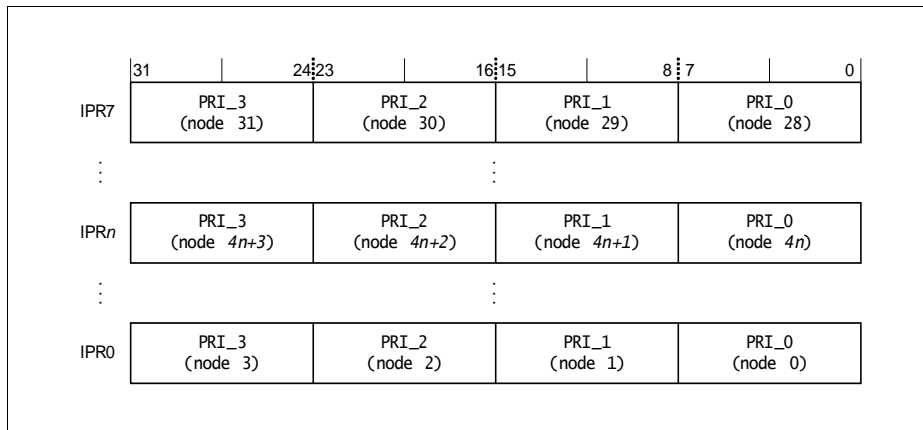 31 24 23 16 15 8 7 0
IPR7 PRI_3 PRI_2 PRI_1 PRI_0
(node 31) (node 30) (node 29) (node 28)
IPRn PRI_3 PRI_2 PRI_1 PRI_0
(node 4n+3) (node 4n+2) (node 4n+1) (node 4n)
IPR0 PRI_3 PRI_2 PRI_1 PRI_0
(node 3) (node 2) (node 1) (node 0)